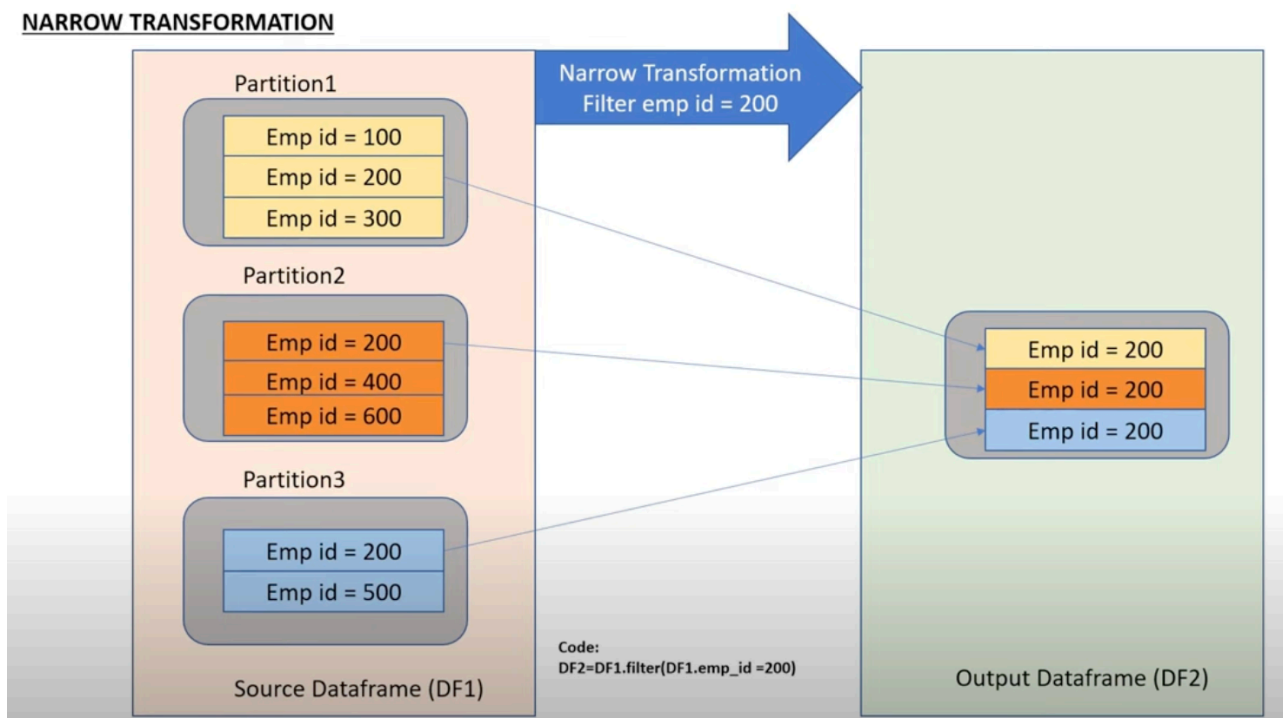 NARROW TRANSFORMATION
Partition1
Emp id = 100
Emp id = 200
Emp id = 300
Partition2
Emp id = 200
Emp id = 400
Emp id = 600
Partition3
Emp id = 200
Emp id = 500
Source Dataframe (DF1)
Narrow Transformation
Filter emp id = 200
Code:
DF2=DF1.filter(DF1.emp_id =200)
Emp id = 200
Emp id = 200
Emp id = 200
Output Dataframe (DF2)